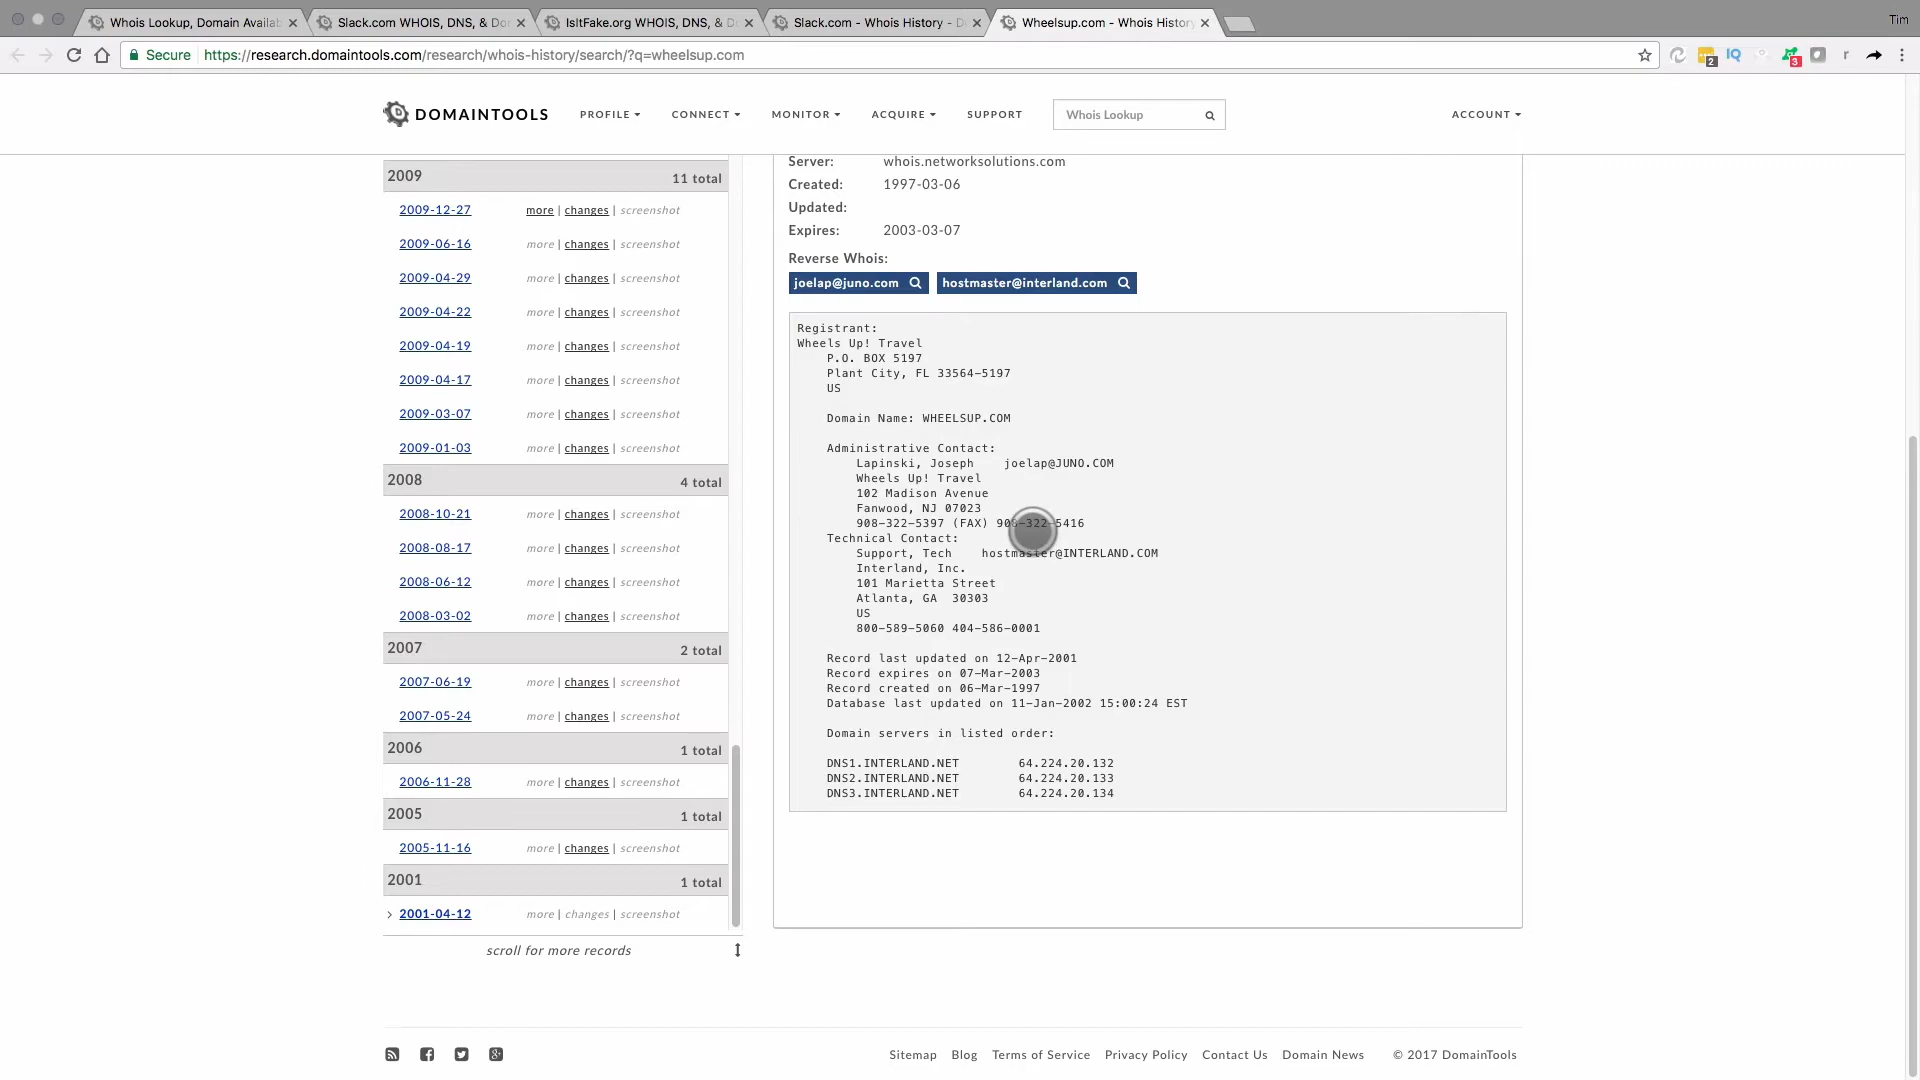 Whois Lookup, Domain Availab
Slack.com WHOIS, DNS, & Do
IsItFake.org WHOIS, DNS, & D
Slack.com - Whois History - D
Wheelsup.com - Whois History
Tim
Secure
https://research.domaintools.com/research/whois-history/search/?q=wheelsup.com
2
IQ
3
r
DOMAINTOOLS
PROFILE
CONNECT
MONITOR
ACQUIRE
SUPPORT
Whois Lookup
ACCOUNT
2009 11 total
2009-12-27 more | changes | screenshot
2009-06-16 more | changes | screenshot
2009-04-29 more | changes | screenshot
2009-04-22 more | changes | screenshot
2009-04-19 more | changes | screenshot
2009-04-17 more | changes | screenshot
2009-03-07 more | changes | screenshot
2009-01-03 more | changes | screenshot
2008 4 total
2008-10-21 more | changes | screenshot
2008-08-17 more | changes | screenshot
2008-06-12 more | changes | screenshot
2008-03-02 more | changes | screenshot
2007 2 total
2007-06-19 more | changes | screenshot
2007-05-24 more | changes | screenshot
2006 1 total
2006-11-28 more | changes | screenshot
2005 1 total
2005-11-16 more | changes | screenshot
2001 1 total
2001-04-12 more | changes | screenshot
scroll for more records
Server: whois.networksolutions.com
Created: 1997-03-06
Updated:
Expires: 2003-03-07
Reverse Whois:
joelap@juno.com
hostmaster@interland.com
Registrant:
Wheels Up! Travel
P.O. BOX 5197
Plant City, FL 33564-5197
US
Domain Name: WHEELSUP.COM
Administrative Contact:
Lapinski, Joseph joelap@JUNO.COM
Wheels Up! Travel
102 Madison Avenue
Fanwood, NJ 07023
908-322-5397 (FAX) 908-322-5416
Technical Contact:
Support, Tech hostmaster@INTERLAND.COM
Interland, Inc.
101 Marietta Street
Atlanta, GA 30303
US
800-589-5060 404-586-0001
Record last updated on 12-Apr-2001
Record expires on 07-Mar-2003
Record created on 06-Mar-1997
Database last updated on 11-Jan-2002 15:00:24 EST
Domain servers in listed order:
DNS1.INTERLAND.NET 64.224.20.132
DNS2.INTERLAND.NET 64.224.20.133
DNS3.INTERLAND.NET 64.224.20.134
Sitemap Blog Terms of Service Privacy Policy Contact Us Domain News © 2017 DomainTools